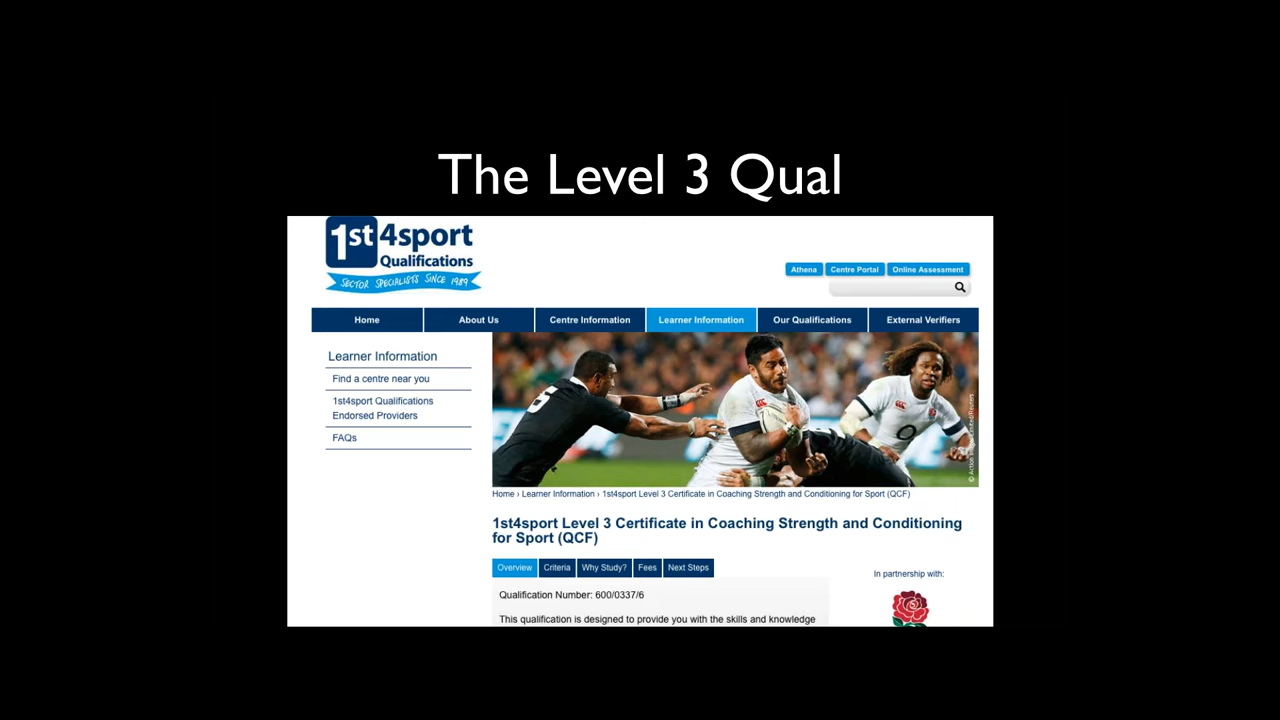 The Level 3 Qual
1st 4sport
Qualifications
SECTOR SPECIALISTS SINCE 1989
Athena
Centre Portal
Online Assessment
Home
About Us
Centre Information
Learner Information
Our Qualifications
External Verifiers
Learner Information
Find a centre near you
1st4sport Qualifications
Endorsed Providers
FAQs
Home › Learner Information › 1st4sport Level 3 Certificate in Coaching Strength and Conditioning for Sport (QCF)
1st4sport Level 3 Certificate in Coaching Strength and Conditioning
for Sport (QCF)
Overview
Criteria
Why Study?
Fees
Next Steps
In partnership with:
Qualification Number: 600/0337/6
This qualification is designed to provide you with the skills and knowledge